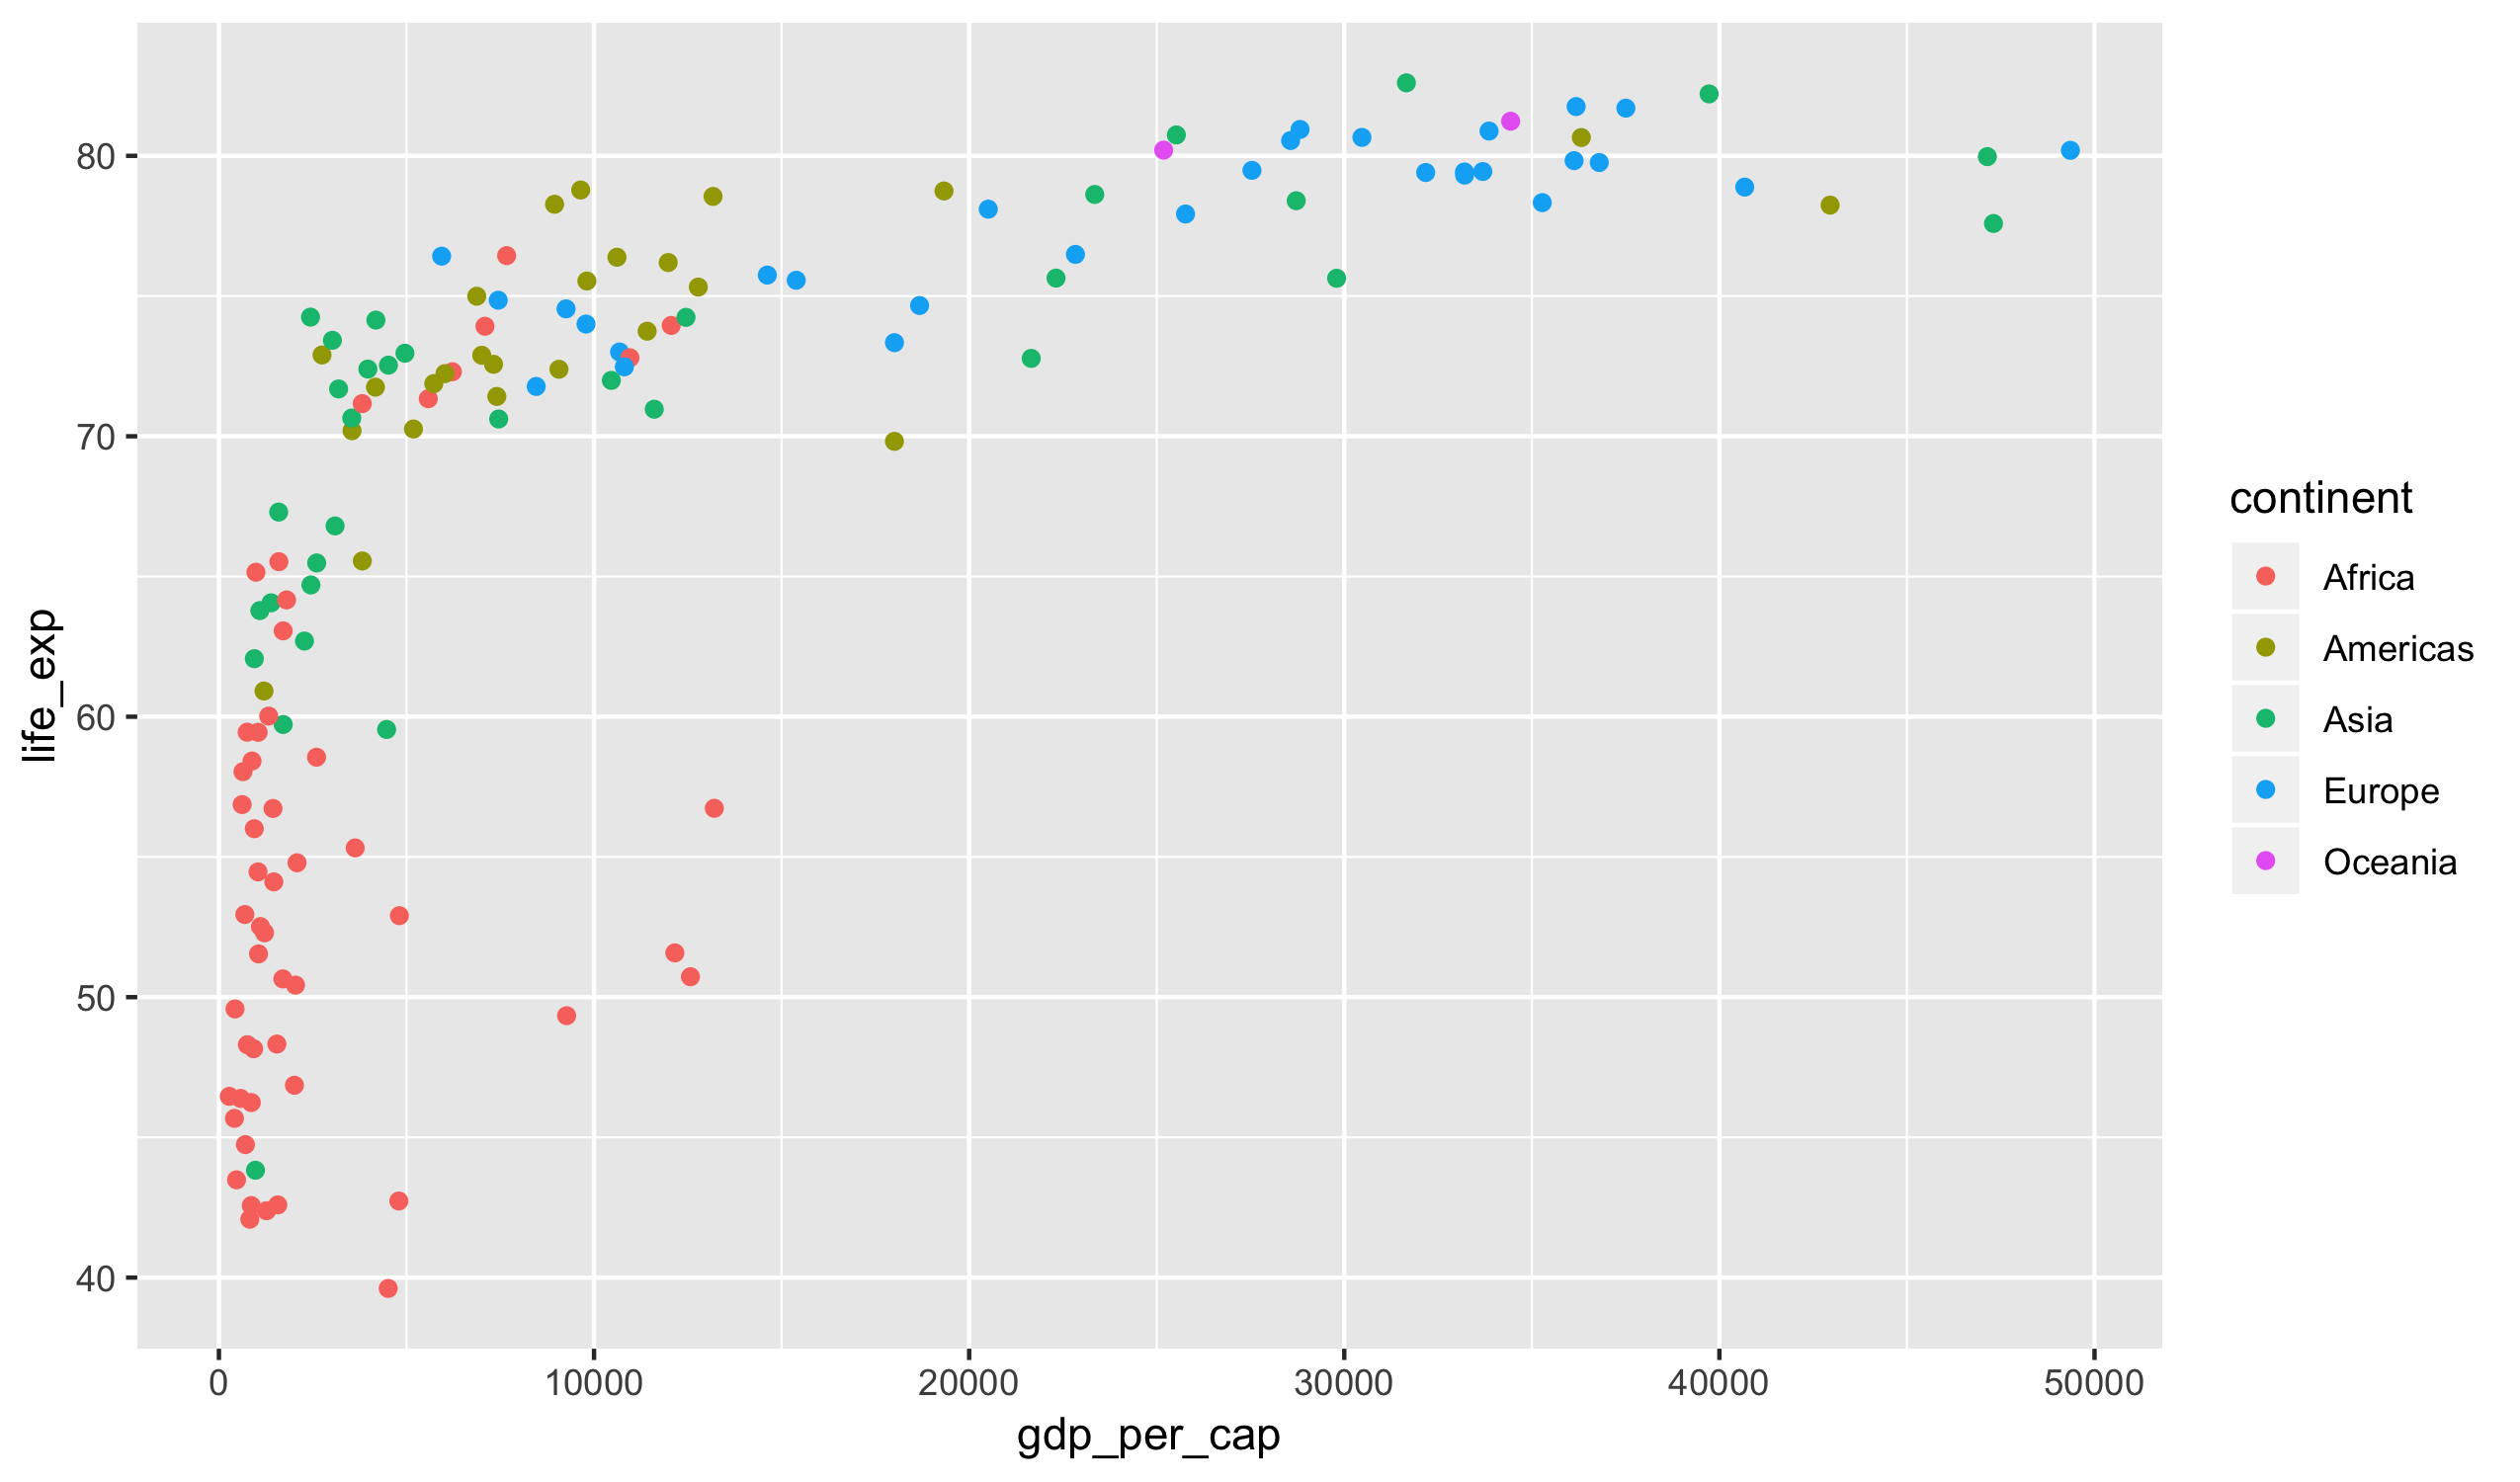 80
70
60
50
40
life_exp
0 10000 20000 30000 40000 50000
gdp_per_cap
continent
Africa
Americas
Asia
Europe
Oceania